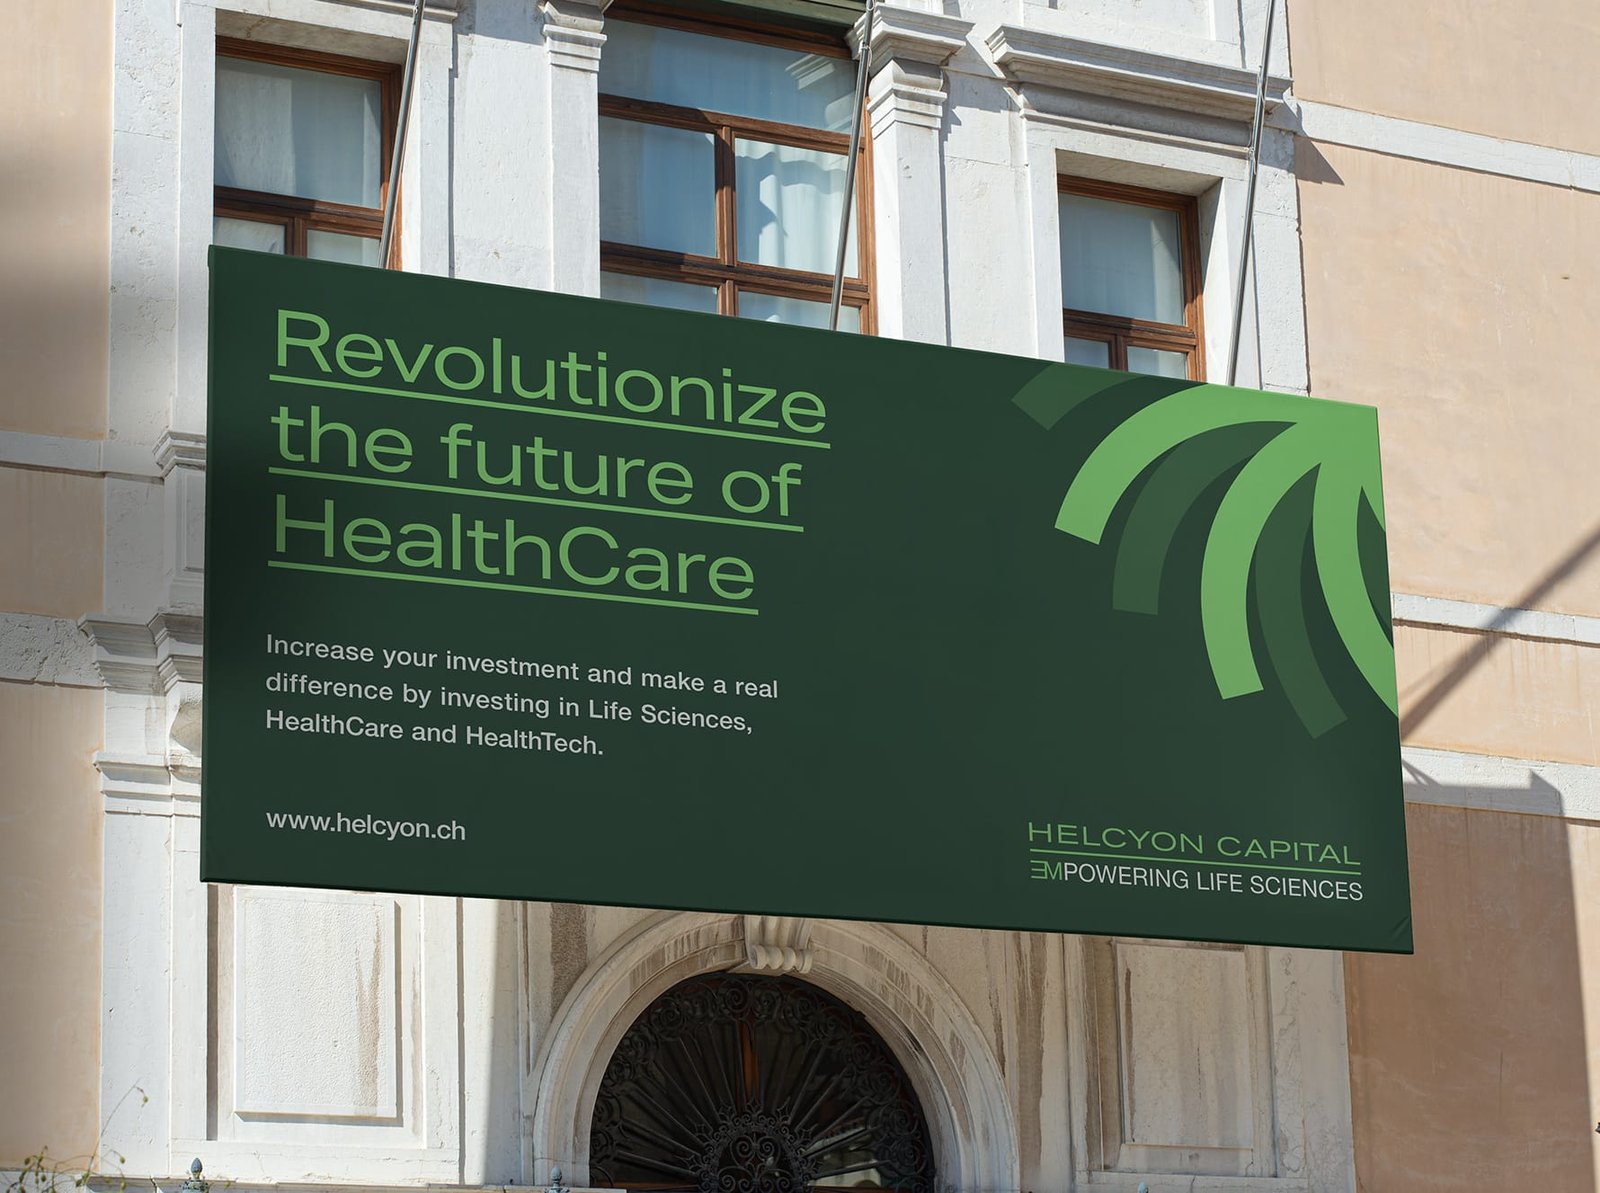 Revolutionize
the future of
HealthCare
Increase your investment and make a real
difference by investing in Life Sciences,
HealthCare and HealthTech.
www.helcyon.ch
HELCYON CAPITAL
EMPOWERING LIFE SCIENCES